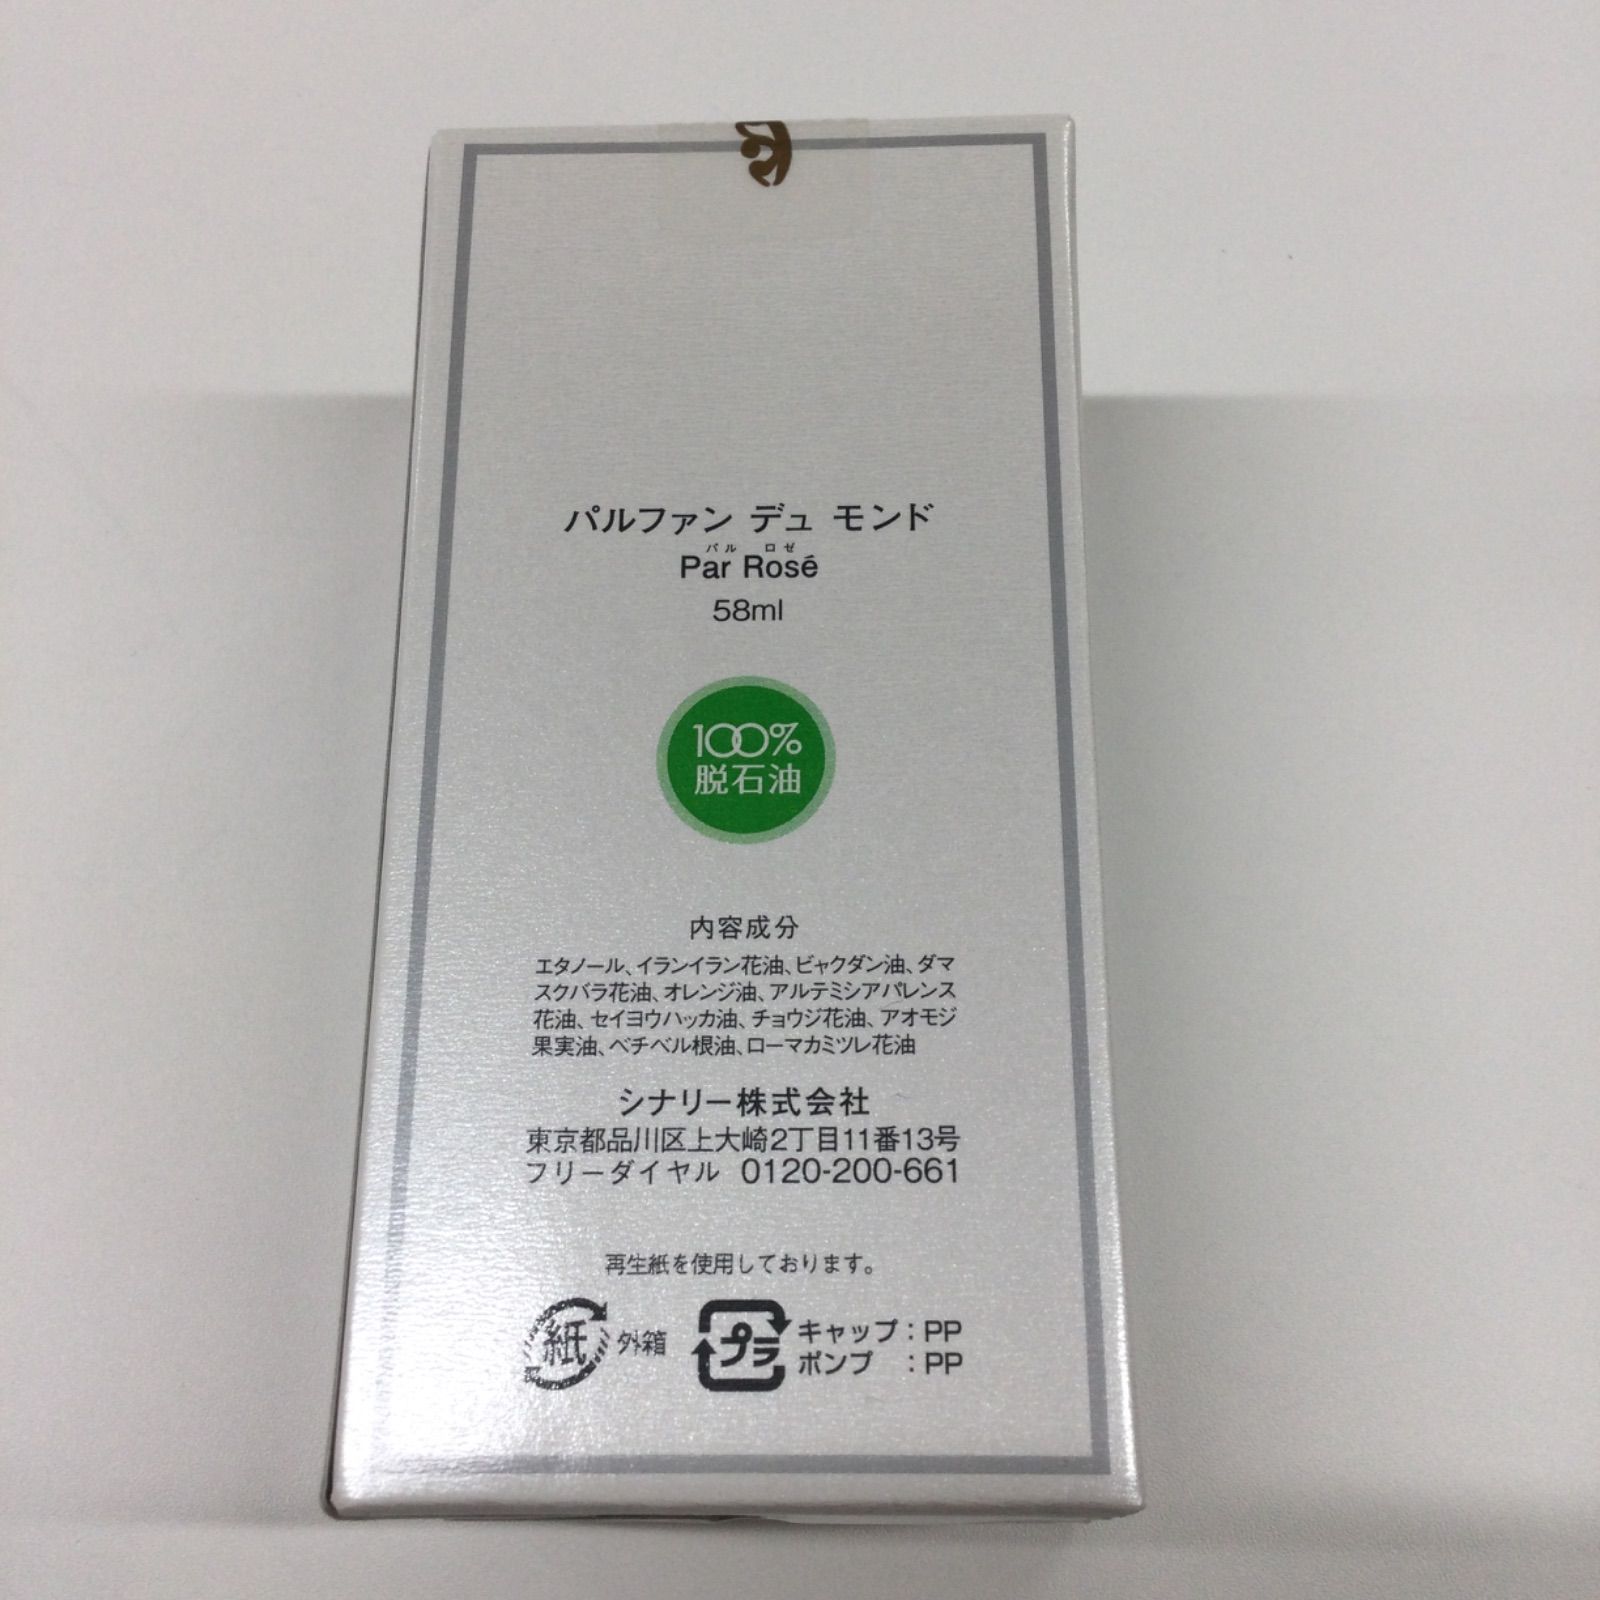 パルファン デュ モンド
パル ロゼ
Par Rosé
58ml
100%
脱石油
内容成分
エタノール、イランイラン花油、ビャクダン油、ダマ
スクバラ花油、オレンジ油、アルテミシアパレンス
花油、セイヨウハッカ油、チョウジ花油、アオモジ
果実油、ベチベル根油、ローマカミツレ花油
シナリー株式会社
東京都品川区上大崎2丁目11番13号
フリーダイヤル 0120-200-661
再生紙を使用しております。
紙 外箱
プラ キャップ:PP
ポンプ :PP